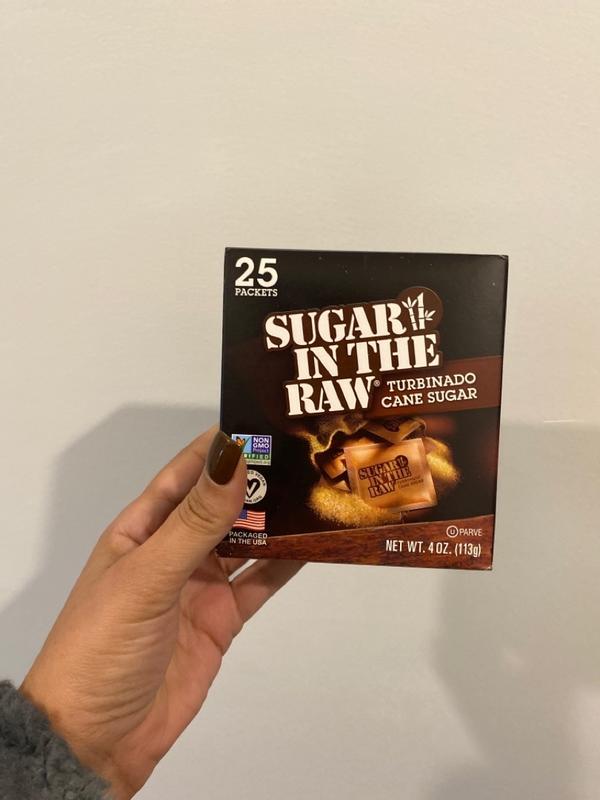 25
PACKETS
SUGAR
IN THE
RAW®
TURBINADO
CANE SUGAR
NON
GMO
Project
SUGAR
IN THE
RAW
PACKAGED
IN THE USA
U PARVE
NET WT. 4 OZ. (113g)